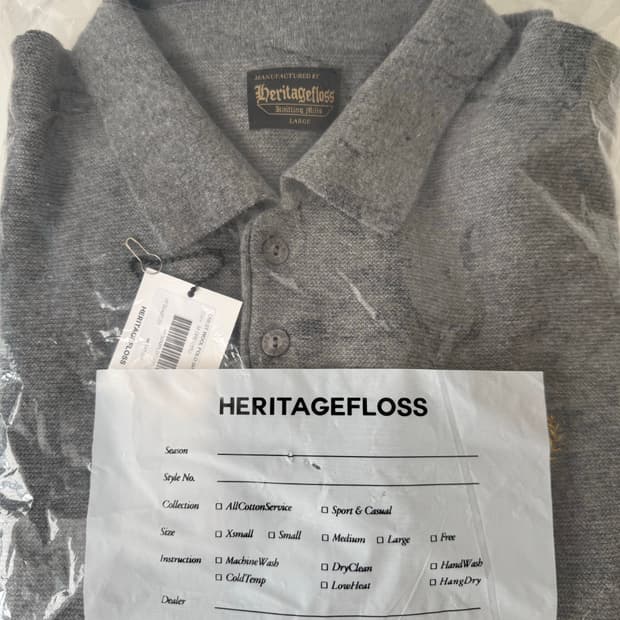 MANUFACTURED BY
Heritagefloss
Knitting Mills
LARGE
HERITAGEFLOSS
HERITAGEFLOSS
Season
Style No.
Collection □ AllCottonService □ Sport & Casual
Size □ Xsmall □ Small □ Medium □ Large □ Free
Instruction □ MachineWash □ DryClean □ HandWash
□ ColdTemp □ LowHeat □ HangDry
Dealer